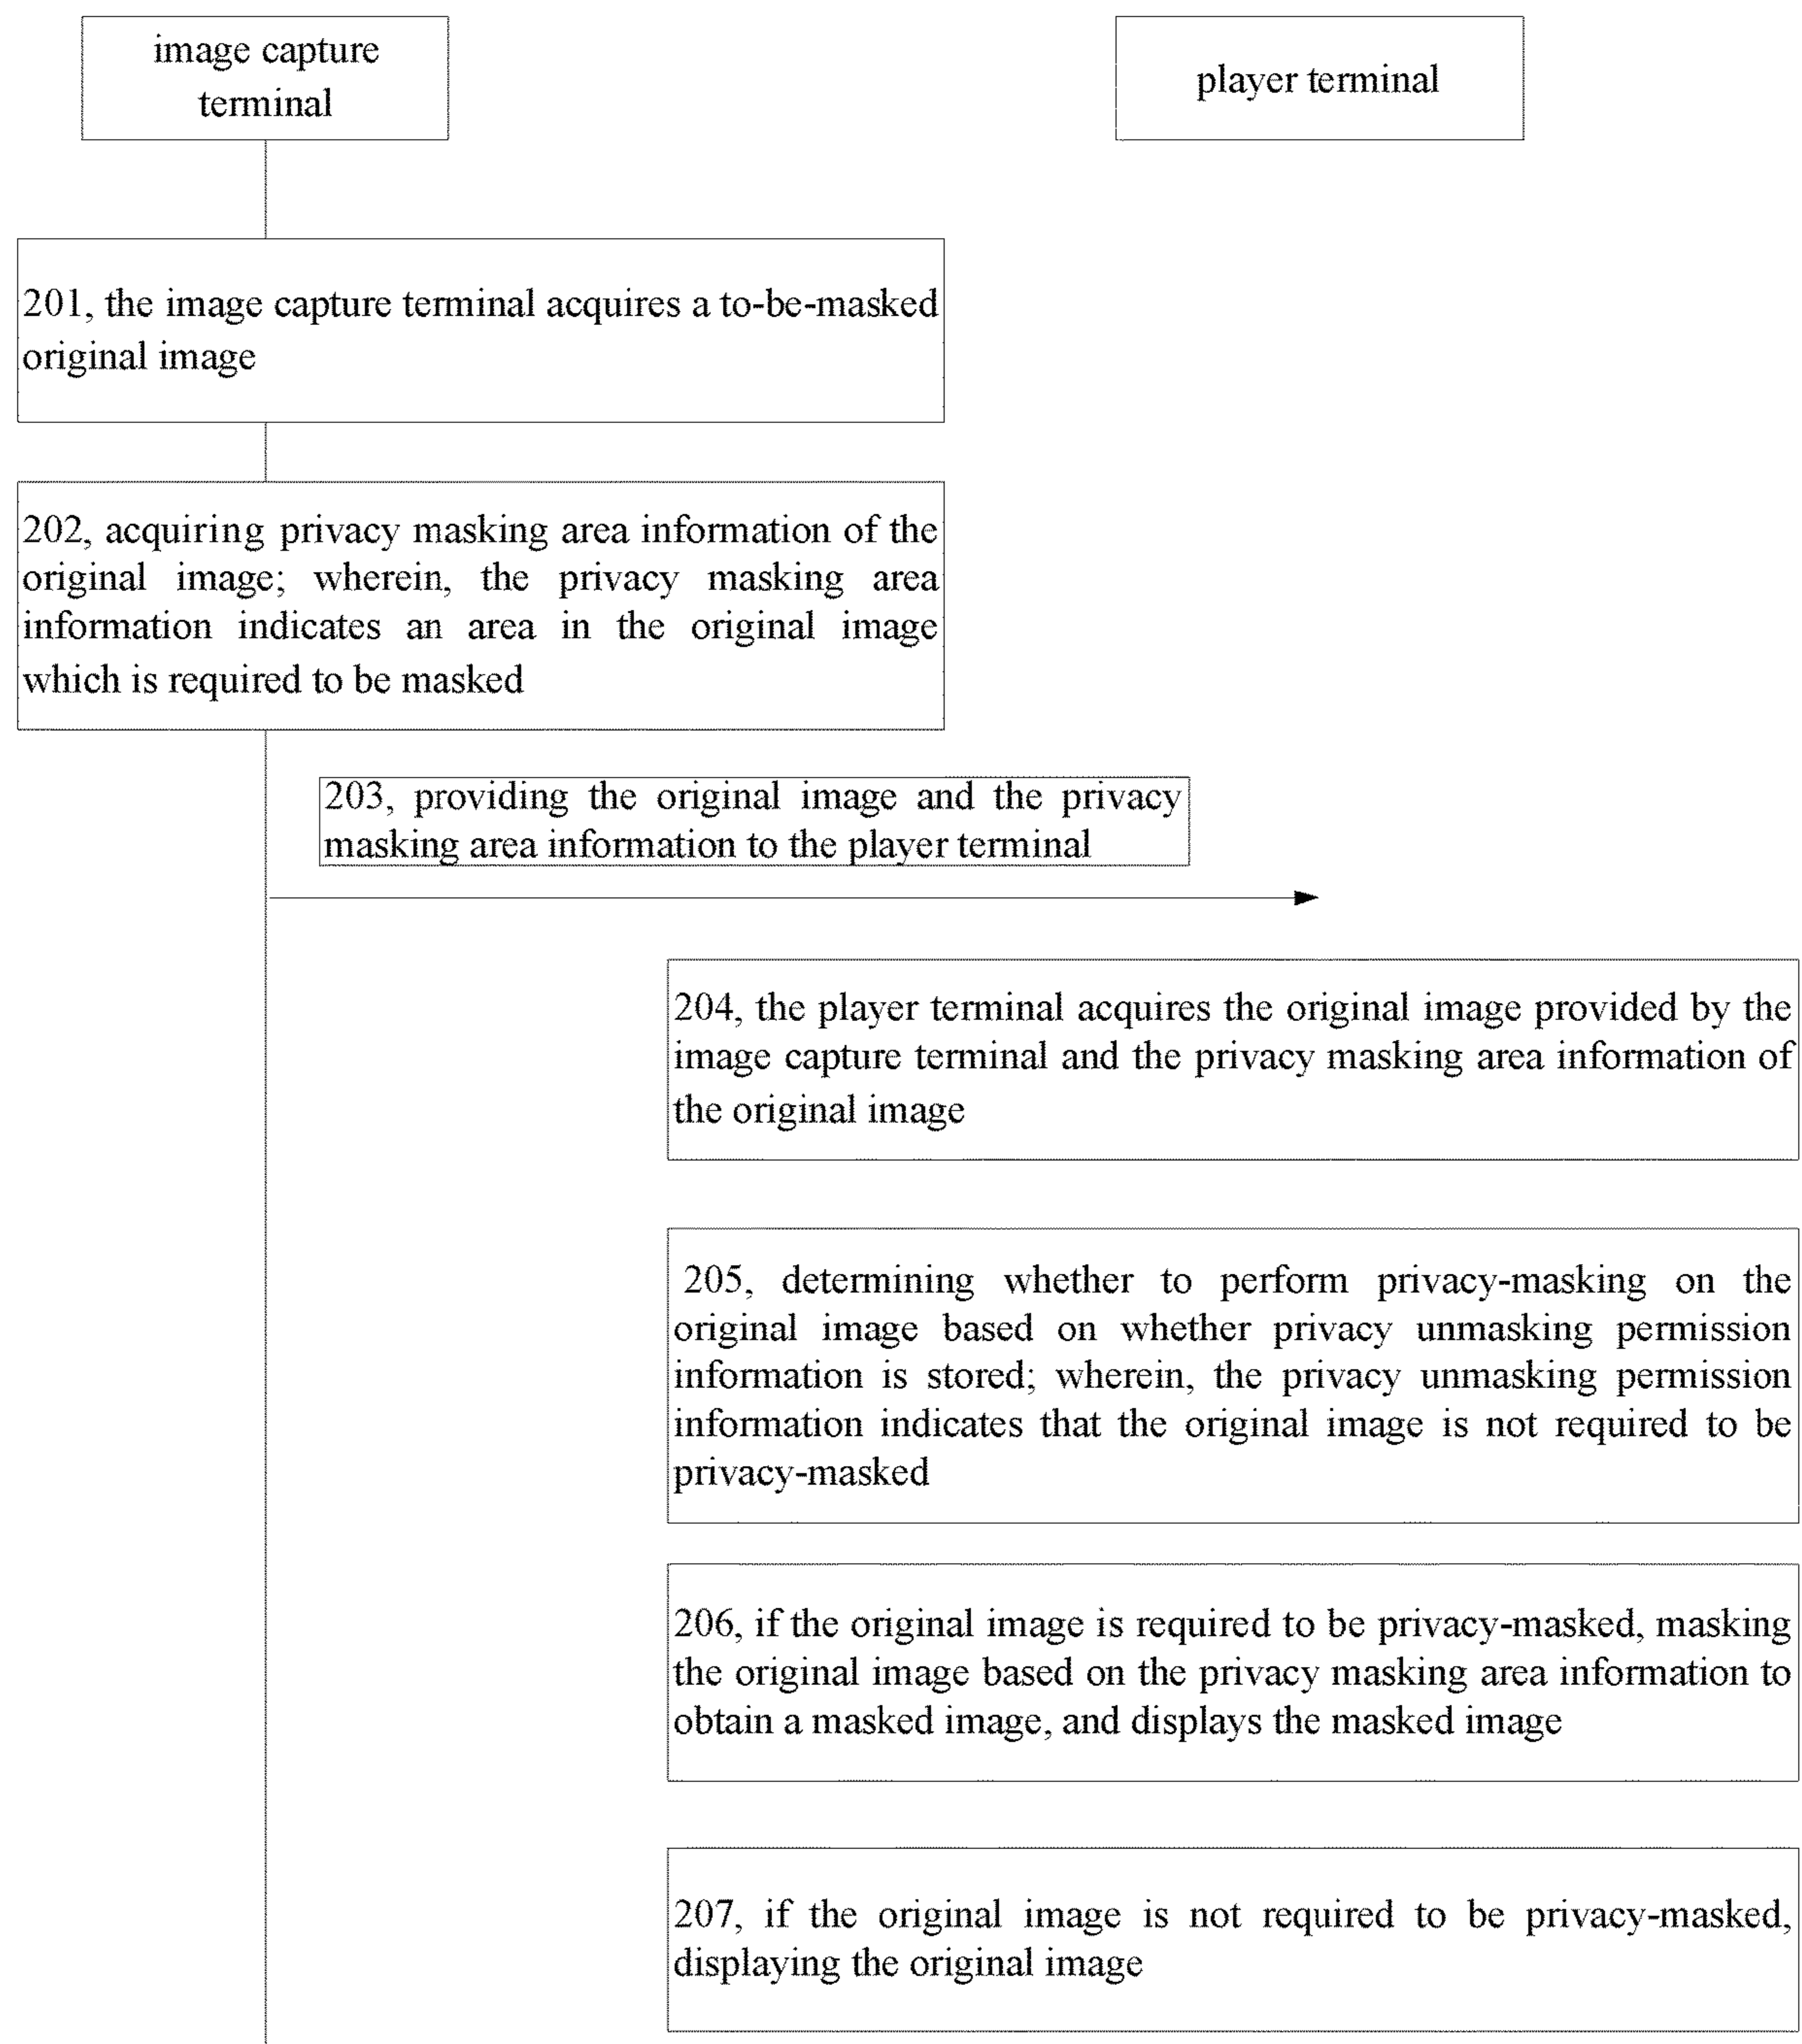 image capture
terminal
player terminal
201, the image capture terminal acquires a to-be-masked
original image
202, acquiring privacy masking area information of the
original image; wherein, the privacy masking area
information indicates an area in the original image
which is required to be masked
203, providing the original image and the privacy
masking area information to the player terminal
204, the player terminal acquires the original image provided by the
image capture terminal and the privacy masking area information of
the original image
205, determining whether to perform privacy-masking on the
original image based on whether privacy unmasking permission
information is stored; wherein, the privacy unmasking permission
information indicates that the original image is not required to be
privacy-masked
206, if the original image is required to be privacy-masked, masking
the original image based on the privacy masking area information to
obtain a masked image, and displays the masked image
207, if the original image is not required to be privacy-masked,
displaying the original image